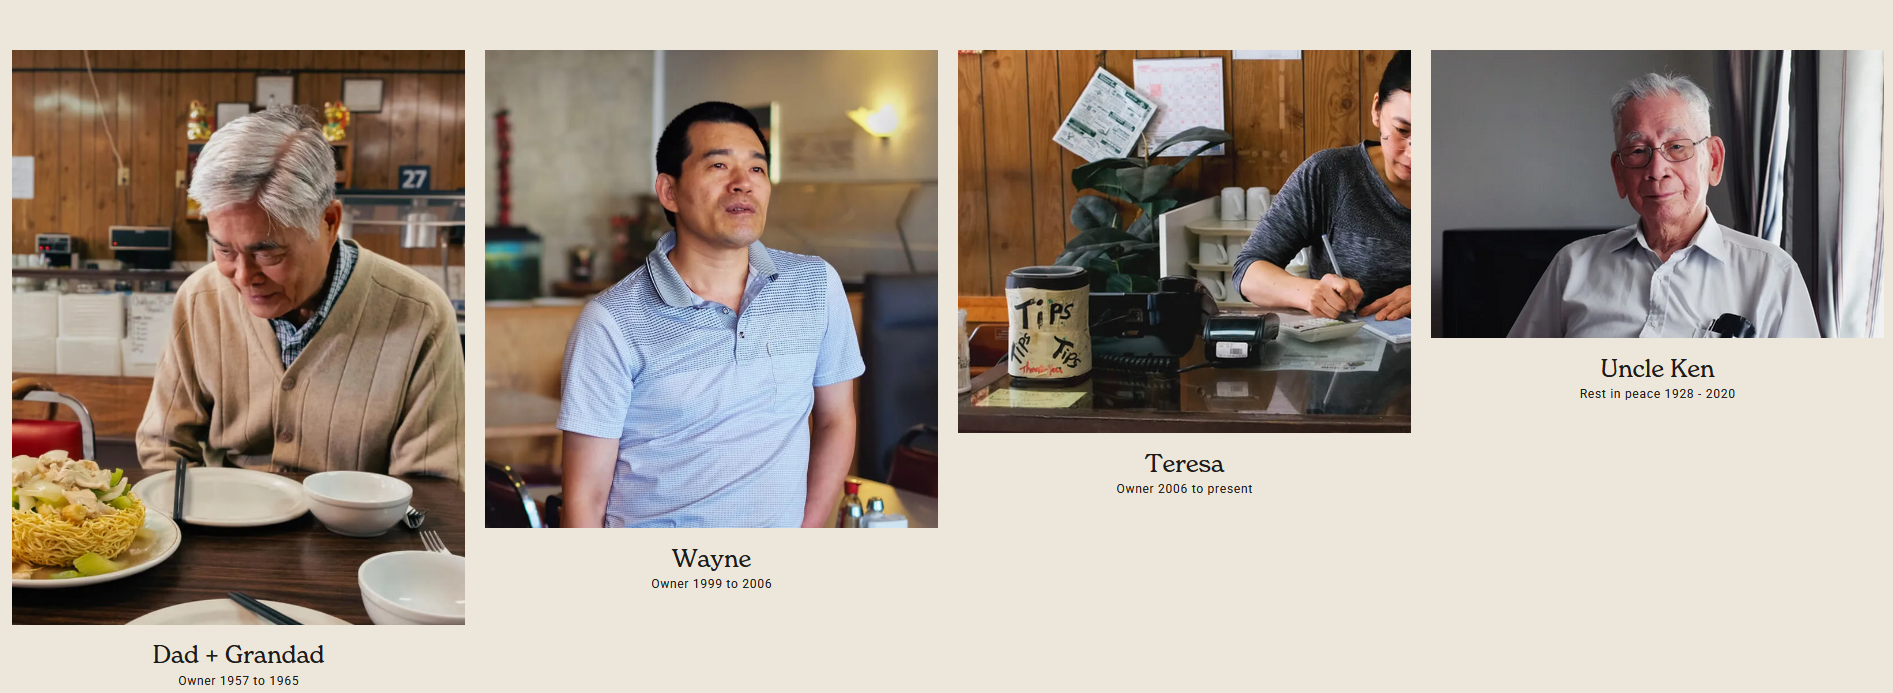 27
TiPS
TiPS
TiPS
Thank You
Dad + Grandad
Owner 1957 to 1965
Wayne
Owner 1999 to 2006
Teresa
Owner 2006 to present
Uncle Ken
Rest in peace 1928 - 2020